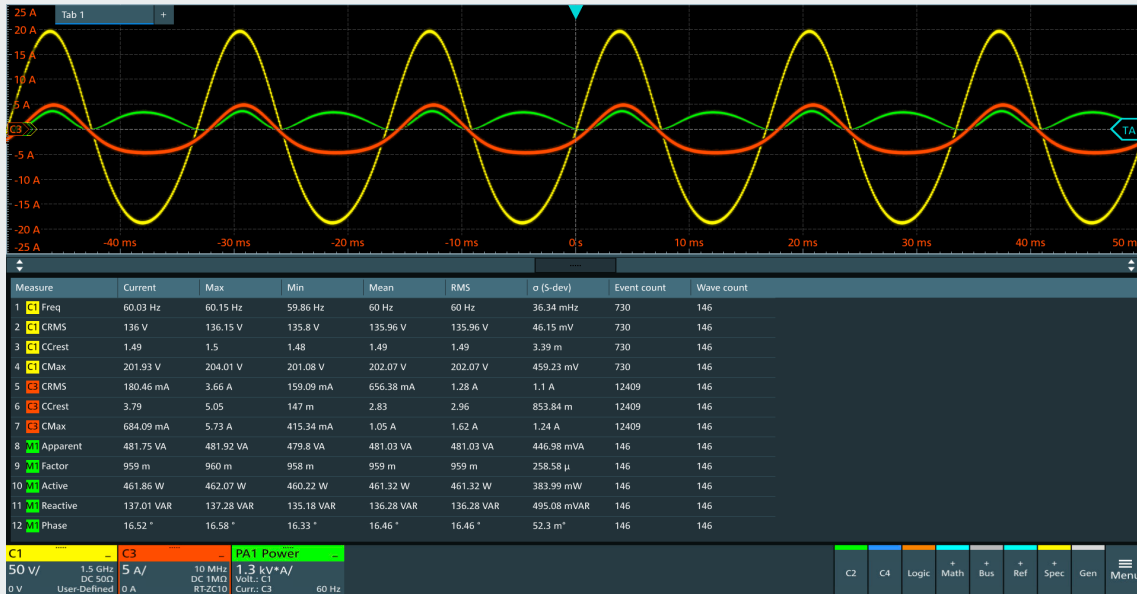 25 A
Tab 1 +
20 A
15 A
10 A
5 A
C3
TA
-5 A
-10 A
-15 A
-20 A
-25 A
-40 ms -30 ms -20 ms -10 ms 0 s 10 ms 20 ms 30 ms 40 ms 50 m
Measure Current Max Min Mean RMS σ (S-dev) Event count Wave count
1 C1 Freq 60.03 Hz 60.15 Hz 59.86 Hz 60 Hz 60 Hz 36.34 mHz 730 146
2 C1 CRMS 136 V 136.15 V 135.8 V 135.96 V 135.96 V 46.15 mV 730 146
3 C1 CCrest 1.49 1.5 1.48 1.49 1.49 3.39 m 730 146
4 C1 CMax 201.93 V 204.01 V 201.08 V 202.07 V 202.07 V 459.23 mV 730 146
5 C3 CRMS 180.46 mA 3.66 A 159.09 mA 656.38 mA 1.28 A 1.1 A 12409 146
6 C3 CCrest 3.79 5.05 147 m 2.83 2.96 853.84 m 12409 146
7 C3 CMax 684.09 mA 5.73 A 415.34 mA 1.05 A 1.62 A 1.24 A 12409 146
8 M1 Apparent 481.75 VA 481.92 VA 479.8 VA 481.03 VA 481.03 VA 446.98 mVA 146 146
9 M1 Factor 959 m 960 m 958 m 959 m 959 m 258.58 µ 146 146
10 M1 Active 461.86 W 462.07 W 460.22 W 461.32 W 461.32 W 383.99 mW 146 146
11 M1 Reactive 137.01 VAR 137.28 VAR 135.18 VAR 136.28 VAR 136.28 VAR 495.08 mVAR 146 146
12 M1 Phase 16.52 ° 16.58 ° 16.33 ° 16.46 ° 16.46 ° 52.3 m° 146 146
C1 C3 PA1 Power
50 V/ 1.5 GHz 5 A/ 10 MHz 1.3 kV*A/
DC 50Ω DC 1MΩ Volt.: C1
0 V User-Defined 0 A RT-ZC10 Curr.: C3 60 Hz
C2 C4 Logic + Math + Bus + Ref + Spec Gen Menu